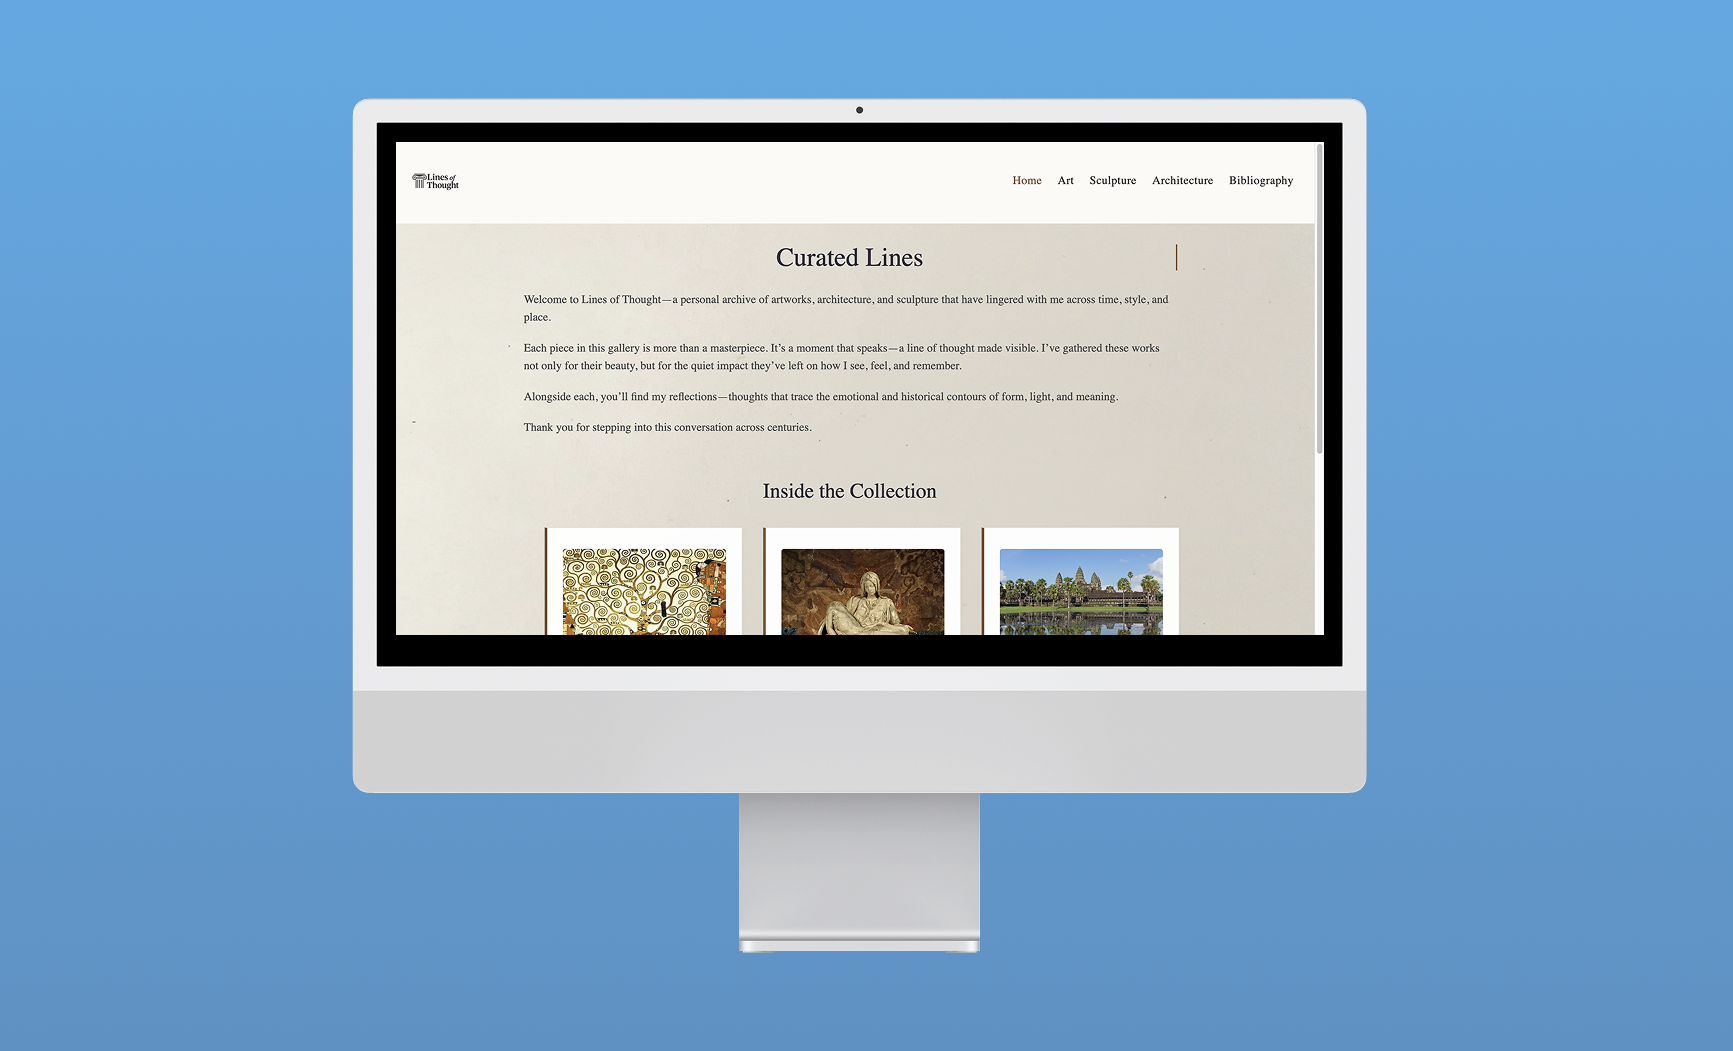 Lines of
Thought
Home Art Sculpture Architecture Bibliography
Curated Lines
Welcome to Lines of Thought—a personal archive of artworks, architecture, and sculpture that have lingered with me across time, style, and
place.
Each piece in this gallery is more than a masterpiece. It’s a moment that speaks—a line of thought made visible. I’ve gathered these works
not only for their beauty, but for the quiet impact they’ve left on how I see, feel, and remember.
Alongside each, you’ll find my reflections—thoughts that trace the emotional and historical contours of form, light, and meaning.
Thank you for stepping into this conversation across centuries.
Inside the Collection